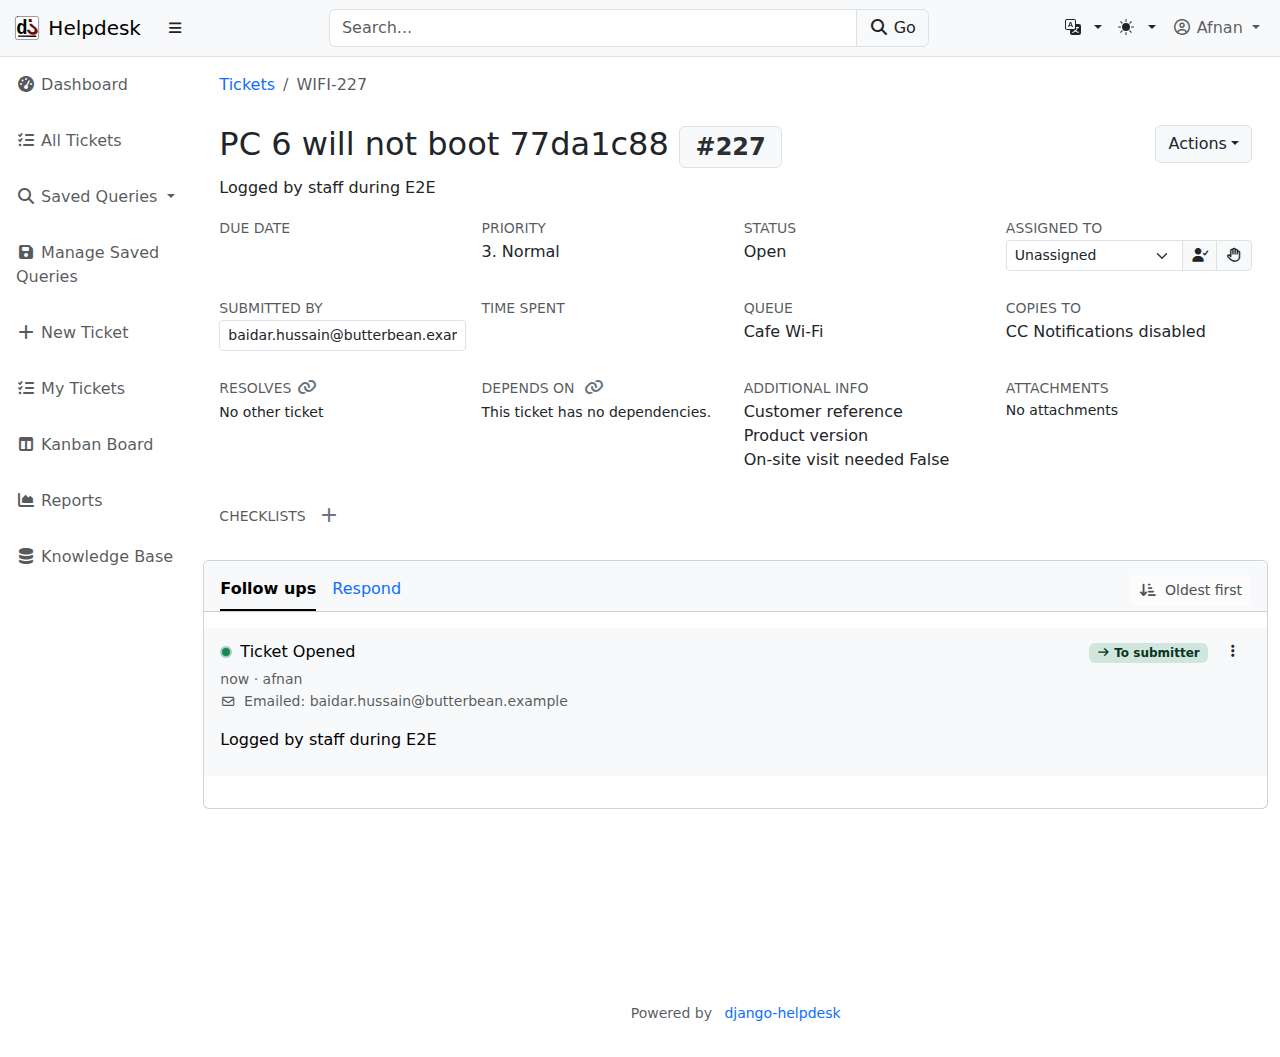 Helpdesk
Search...
Go
Afnan
Dashboard
All Tickets
Saved Queries
Manage Saved
Queries
New Ticket
My Tickets
Kanban Board
Reports
Knowledge Base
Tickets / WIFI-227
PC 6 will not boot 77da1c88
#227
Actions
Logged by staff during E2E
DUE DATE
PRIORITY
3. Normal
STATUS
Open
ASSIGNED TO
Unassigned
SUBMITTED BY
baidar.hussain@butterbean.exar
TIME SPENT
QUEUE
Cafe Wi-Fi
COPIES TO
CC Notifications disabled
RESOLVES
No other ticket
DEPENDS ON
This ticket has no dependencies.
ADDITIONAL INFO
Customer reference
Product version
On-site visit needed False
ATTACHMENTS
No attachments
CHECKLISTS
Follow ups
Respond
Oldest first
Ticket Opened
To submitter
now · afnan
Emailed: baidar.hussain@butterbean.example
Logged by staff during E2E
Powered by django-helpdesk